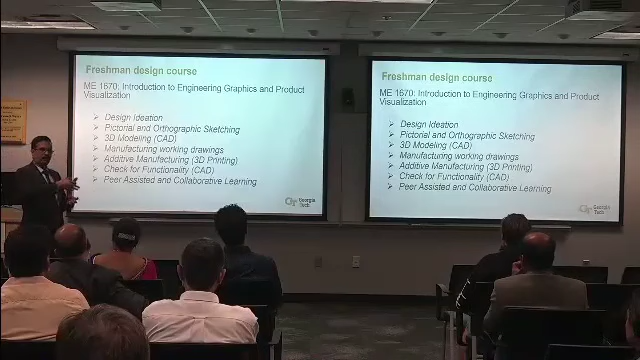 Freshman design course
ME 1670: Introduction to Engineering Graphics and Product
Visualization
➢ Design Ideation
➢ Pictorial and Orthographic Sketching
➢ 3D Modeling (CAD)
➢ Manufacturing working drawings
➢ Additive Manufacturing (3D Printing)
➢ Check for Functionality (CAD)
➢ Peer Assisted and Collaborative Learning
GT Georgia
Tech
Freshman design course
ME 1670: Introduction to Engineering Graphics and Product
Visualization
➢ Design Ideation
➢ Pictorial and Orthographic Sketching
➢ 3D Modeling (CAD)
➢ Manufacturing working drawings
➢ Additive Manufacturing (3D Printing)
➢ Check for Functionality (CAD)
➢ Peer Assisted and Collaborative Learning
GT Georgia
Tech